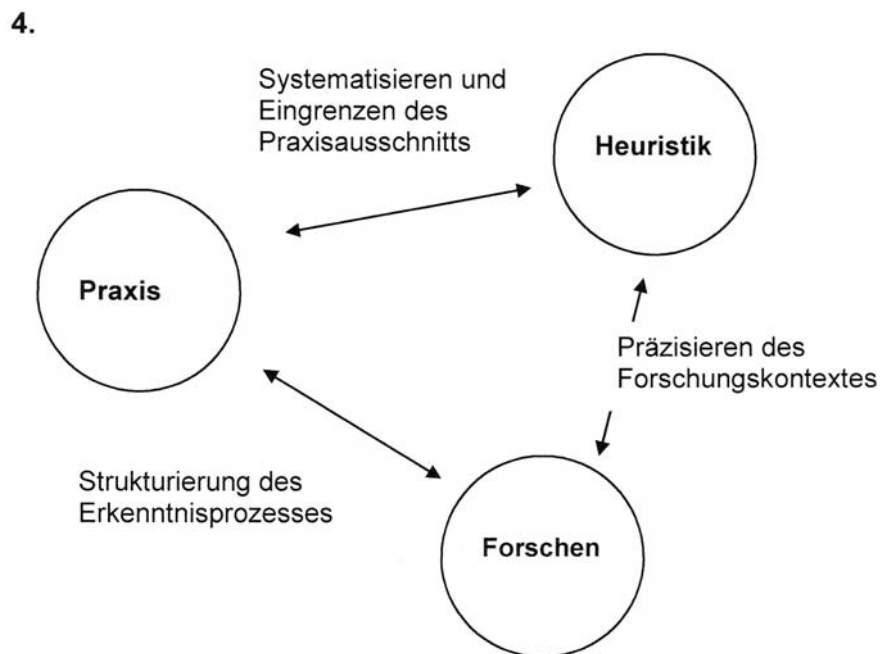 4.
Systematisieren und
Eingrenzen des
Praxisausschnitts
Heuristik
Praxis
Präzisieren des
Forschungskontextes
Strukturierung des
Erkenntnisprozesses
Forschen